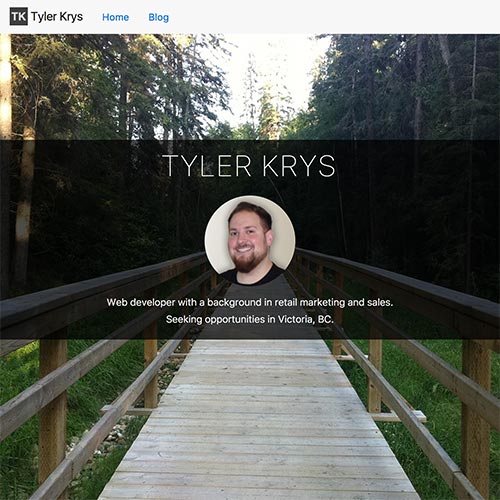 TK Tyler Krys Home Blog
TYLER KRYS
Web developer with a background in retail marketing and sales.
Seeking opportunities in Victoria, BC.